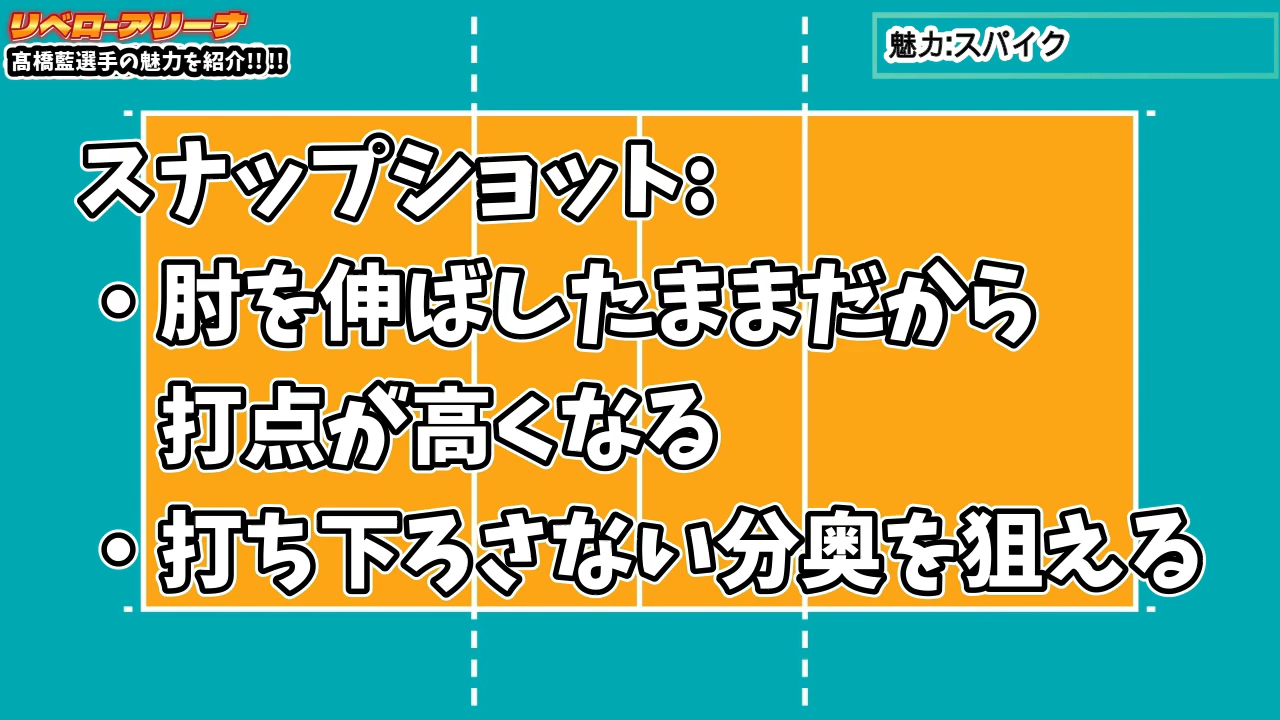 リベローアリーナ
髙橋藍選手の魅力を紹介!!!!
魅力:スパイク
スナップショット:
・肘を伸ばしたままだから
打点が高くなる
・打ち下ろさない分奥を狙える